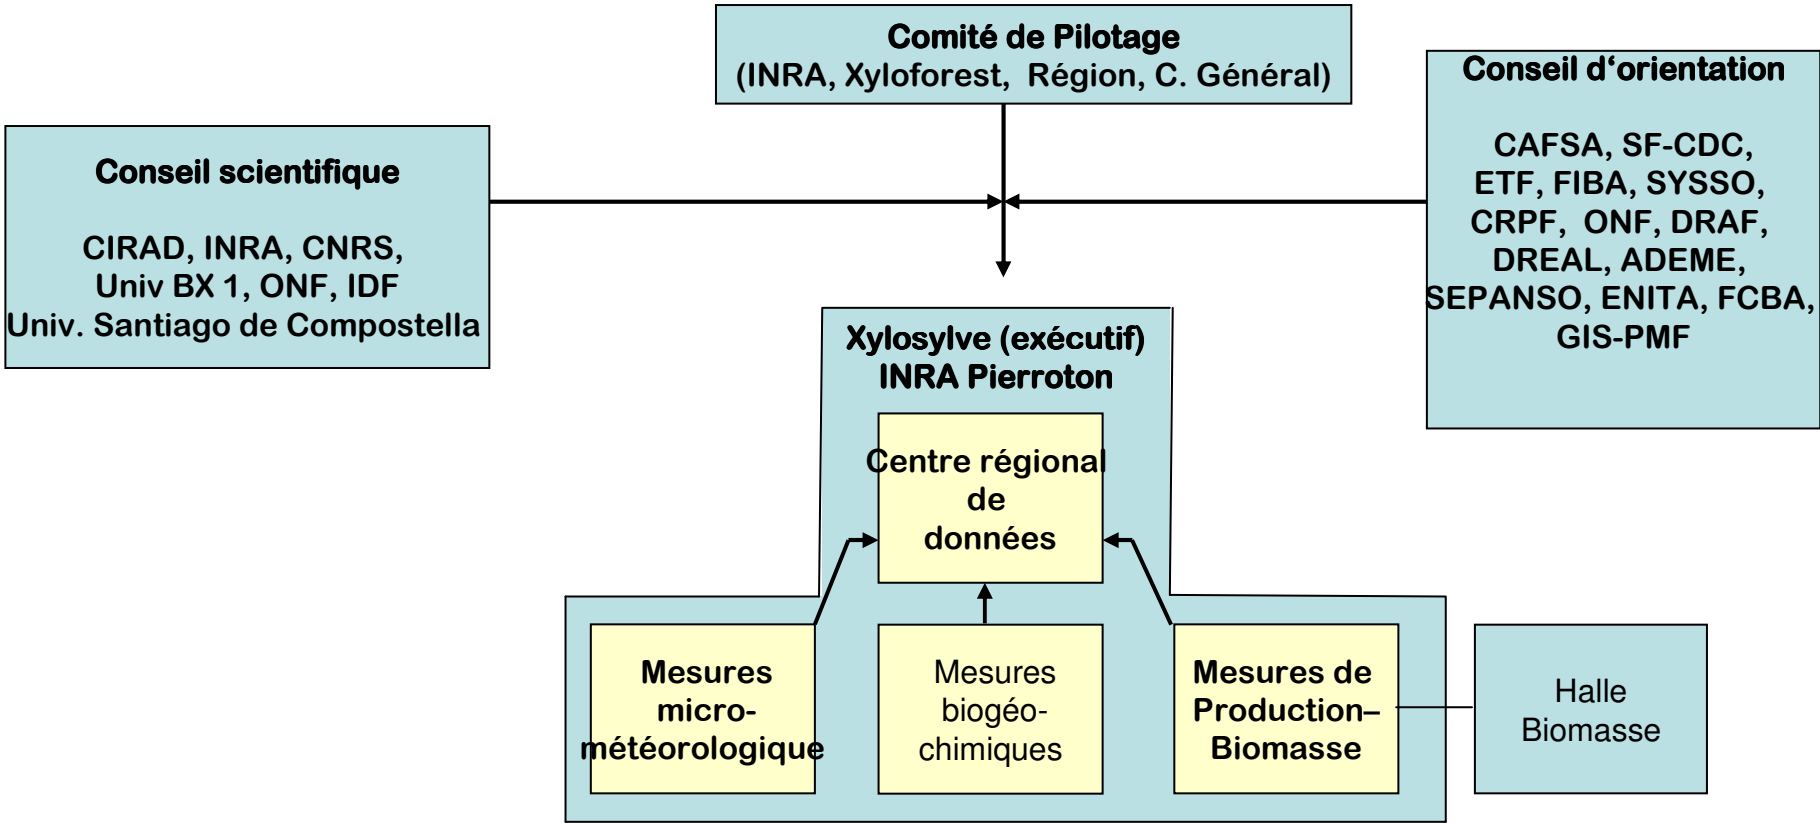 Comité de Pilotage
(INRA, Xyloforest, Région, C. Général)
Conseil d‘orientation
CAFSA, SF-CDC,
ETF, FIBA, SYSSO,
CRPF, ONF, DRAF,
DREAL, ADEME,
SEPANSO, ENITA, FCBA,
GIS-PMF
Conseil scientifique
CIRAD, INRA, CNRS,
Univ BX 1, ONF, IDF
Univ. Santiago de Compostella
Xylosylve (exécutif)
INRA Pierroton
Centre régional
de
données
Mesures
micro-
météorologique
Mesures
biogéo-
chimiques
Mesures de
Production–
Biomasse
Halle
Biomasse